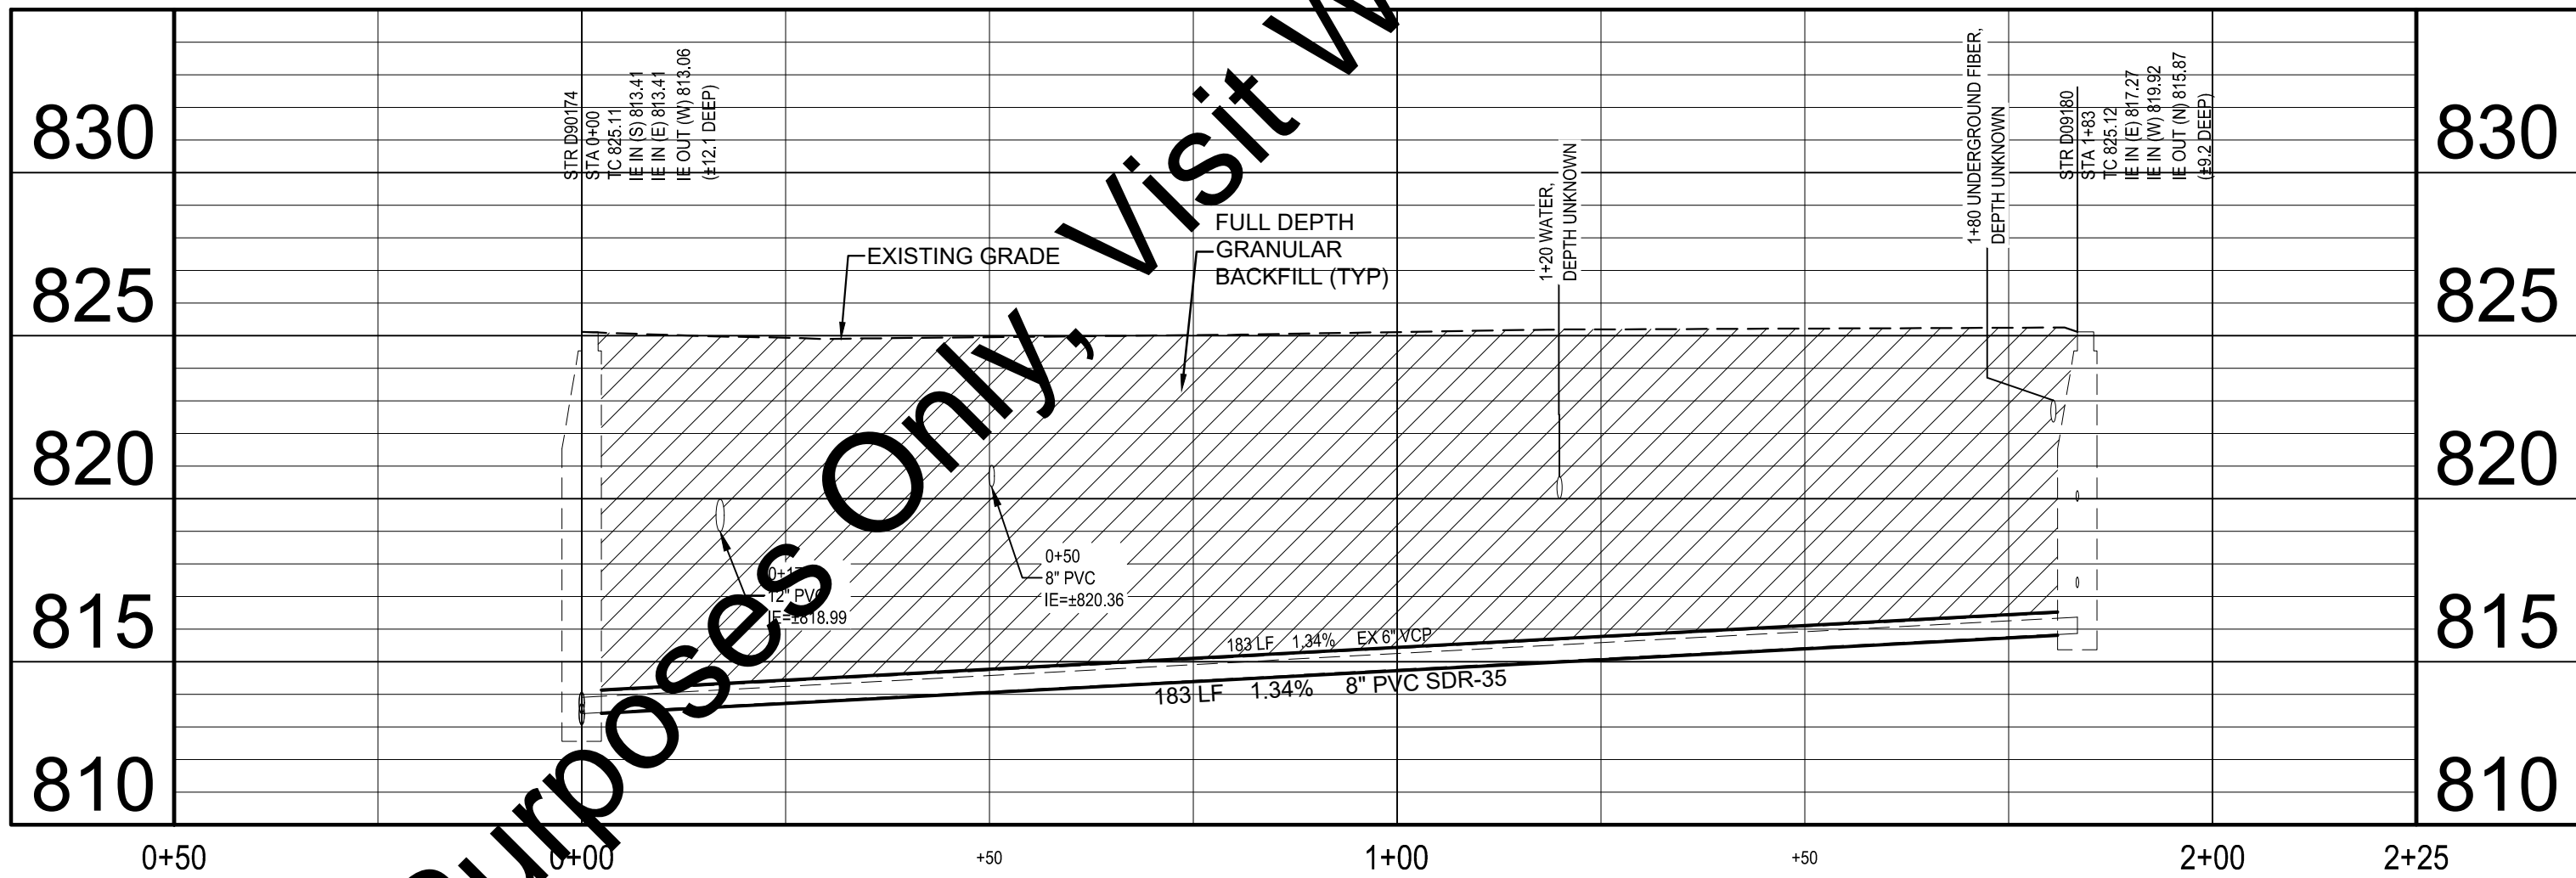 Purposes Only, Visit W
830
825
820
815
810
STR D90174
STA 0+00
TC 825.11
IE IN (S) 813.41
IE IN (E) 813.41
IE OUT (W) 813.06
(±12.1 DEEP)
EXISTING GRADE
FULL DEPTH
GRANULAR
BACKFILL (TYP)
1+20 WATER,
DEPTH UNKNOWN
1+80 UNDERGROUND FIBER,
DEPTH UNKNOWN
STR D09180
STA 1+83
TC 825.12
IE IN (E) 817.27
IE IN (W) 819.92
IE OUT (N) 815.87
(±9.2 DEEP)
12" PVC
IE=±818.99
0+50
8" PVC
IE=±820.36
183 LF 1.34% EX 6" VCP
183 LF 1.34% 8" PVC SDR-35
830
825
820
815
810
0+50 0+00 +50 1+00 +50 2+00 2+25